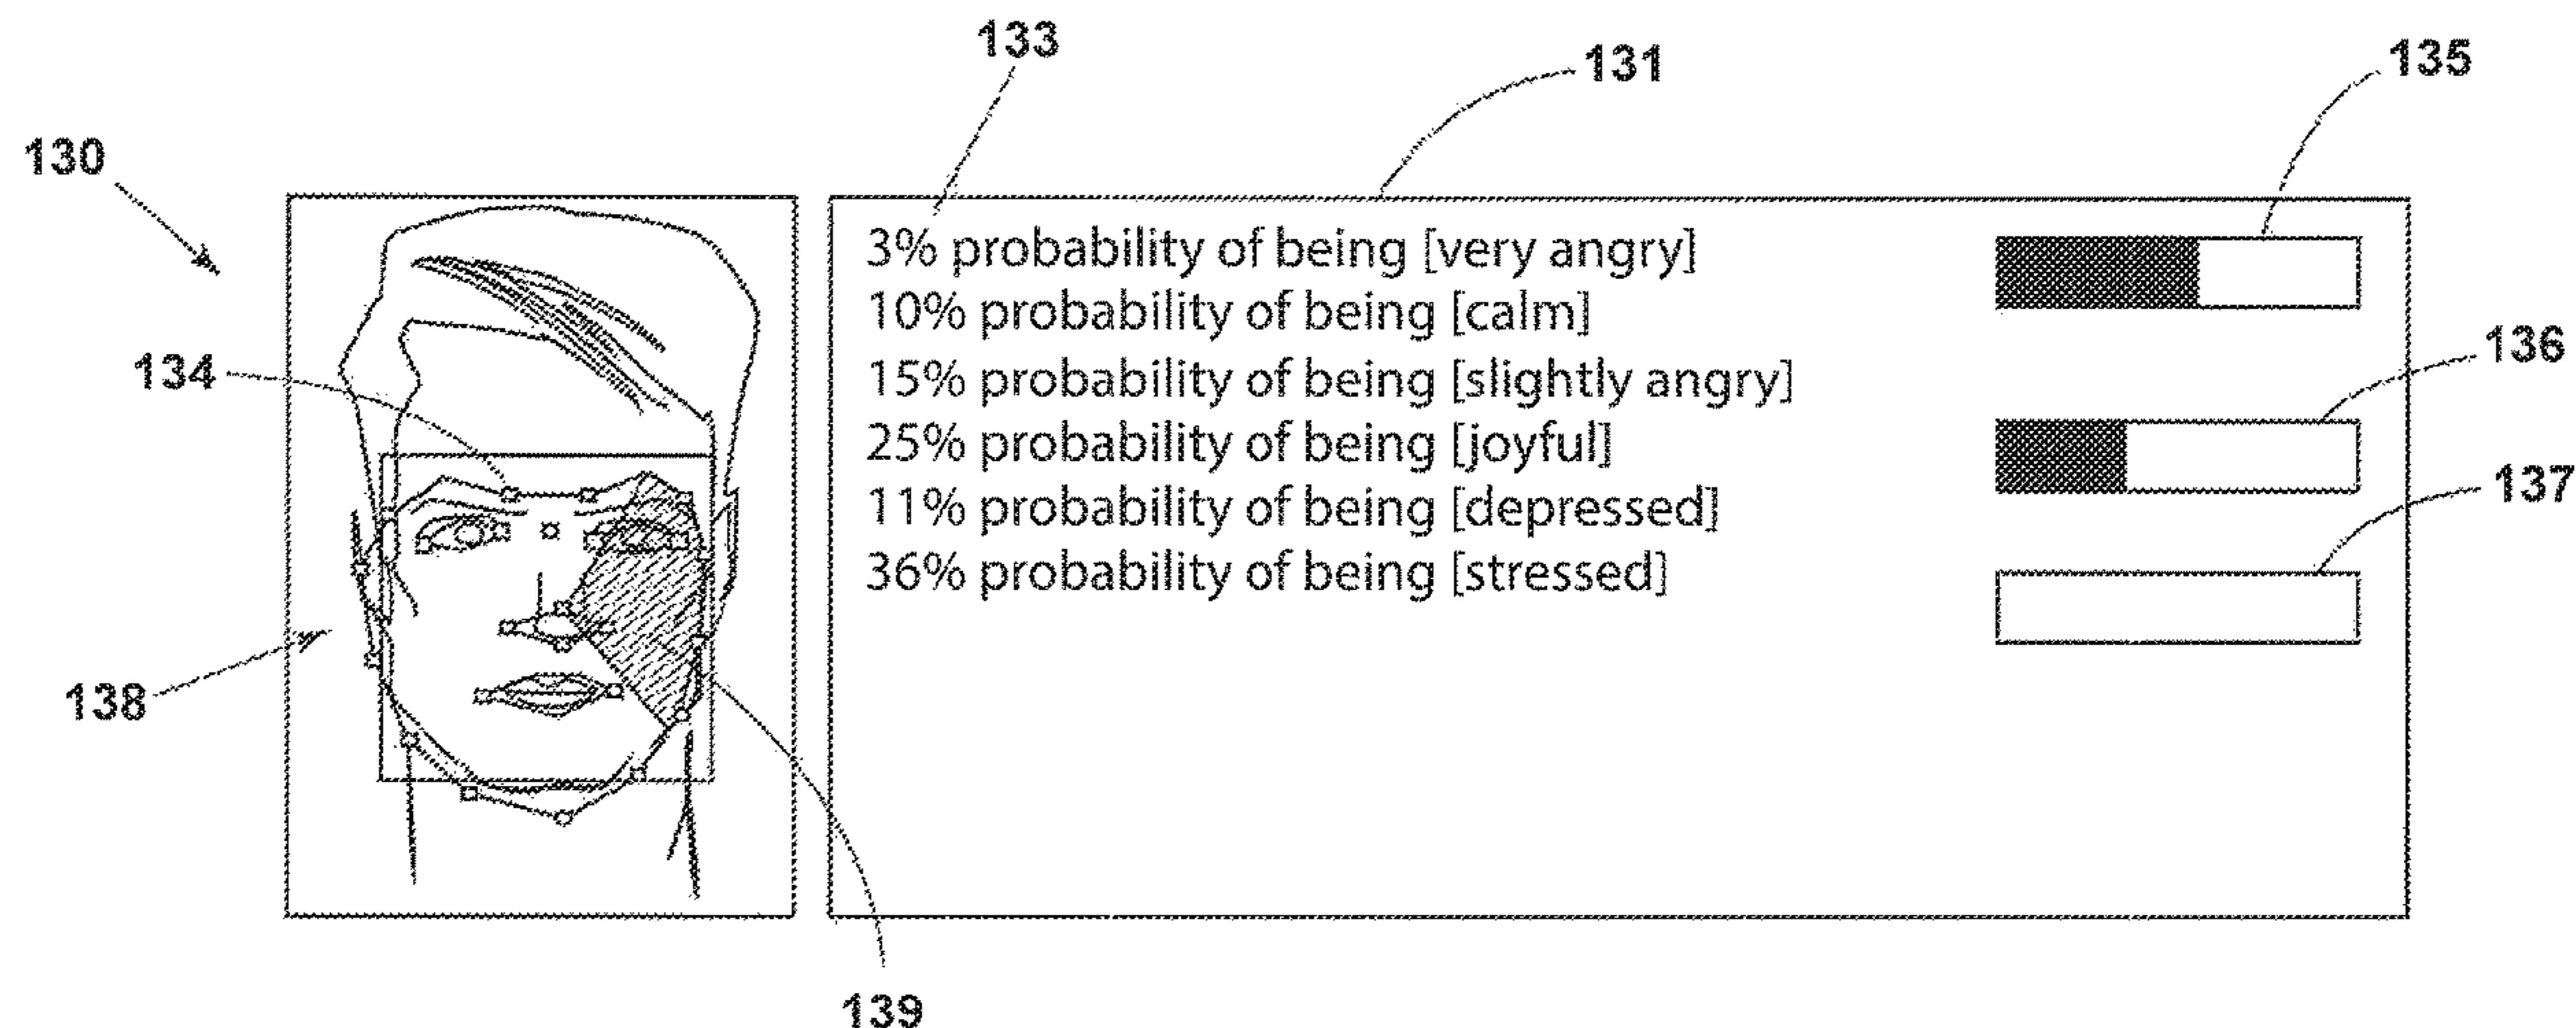 133
131
135
130
3% probability of being [very angry]
10% probability of being [calm]
136
134
15% probability of being [slightly angry]
25% probability of being [joyful]
137
11% probability of being [depressed]
36% probability of being [stressed]
138
139